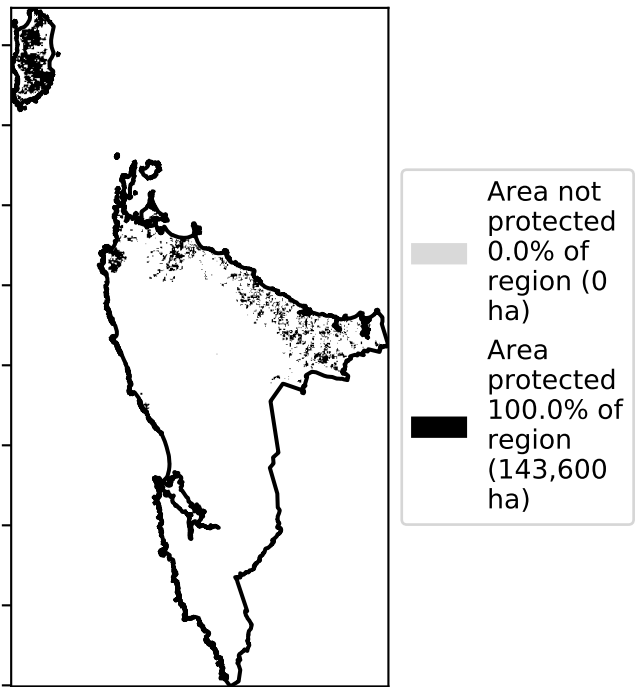 Area not
protected
0.0% of
region (0
ha)
Area
protected
100.0% of
region
(143,600
ha)